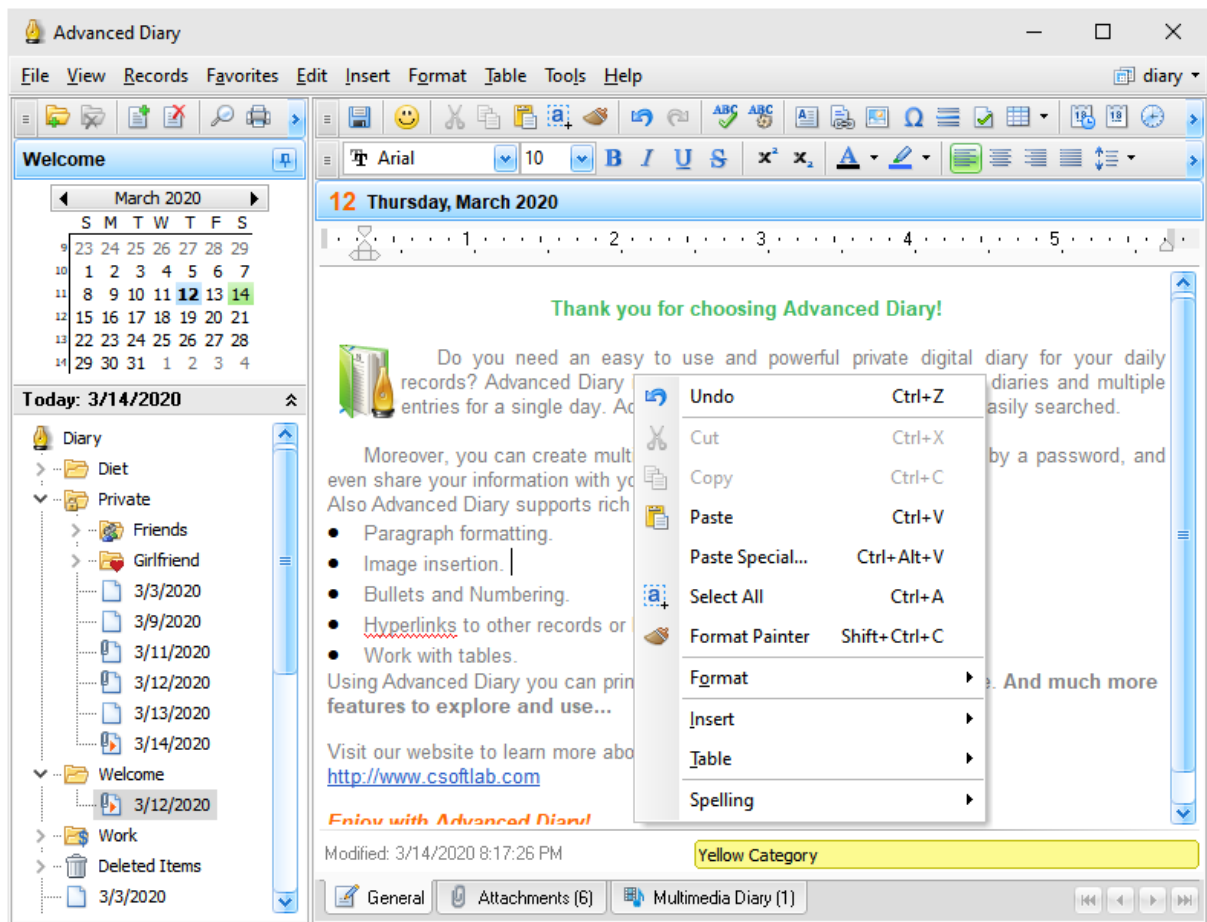 Advanced Diary
File View Records Favorites Edit Insert Format Table Tools Help
diary
Arial 10 B I U S x² x₂ A
Welcome
March 2020
S M T W T F S
9 23 24 25 26 27 28 29
10 1 2 3 4 5 6 7
11 8 9 10 11 12 13 14
12 15 16 17 18 19 20 21
13 22 23 24 25 26 27 28
14 29 30 31 1 2 3 4
Today: 3/14/2020
Diary
Diet
Private
Friends
Girlfriend
3/3/2020
3/9/2020
3/11/2020
3/12/2020
3/13/2020
3/14/2020
Welcome
3/12/2020
Work
Deleted Items
3/3/2020
12 Thursday, March 2020
1 2 3 4 5
Thank you for choosing Advanced Diary!
Do you need an easy to use and powerful private digital diary for your daily
records? Advanced Diary diaries and multiple
entries for a single day. asily searched.
Moreover, you can create mult by a password, and
even share your information with yo
Also Advanced Diary supports rich
● Paragraph formatting.
● Image insertion.
● Bullets and Numbering.
● Hyperlinks to other records or
● Work with tables.
Using Advanced Diary you can prin e. And much more
features to explore and use...
Visit our website to learn more abo
http://www.csoftlab.com
Enjoy with Advanced Diary!
Undo Ctrl+Z
Cut Ctrl+X
Copy Ctrl+C
Paste Ctrl+V
Paste Special... Ctrl+Alt+V
Select All Ctrl+A
Format Painter Shift+Ctrl+C
Format
Insert
Table
Spelling
Modified: 3/14/2020 8:17:26 PM
Yellow Category
General Attachments (6) Multimedia Diary (1)